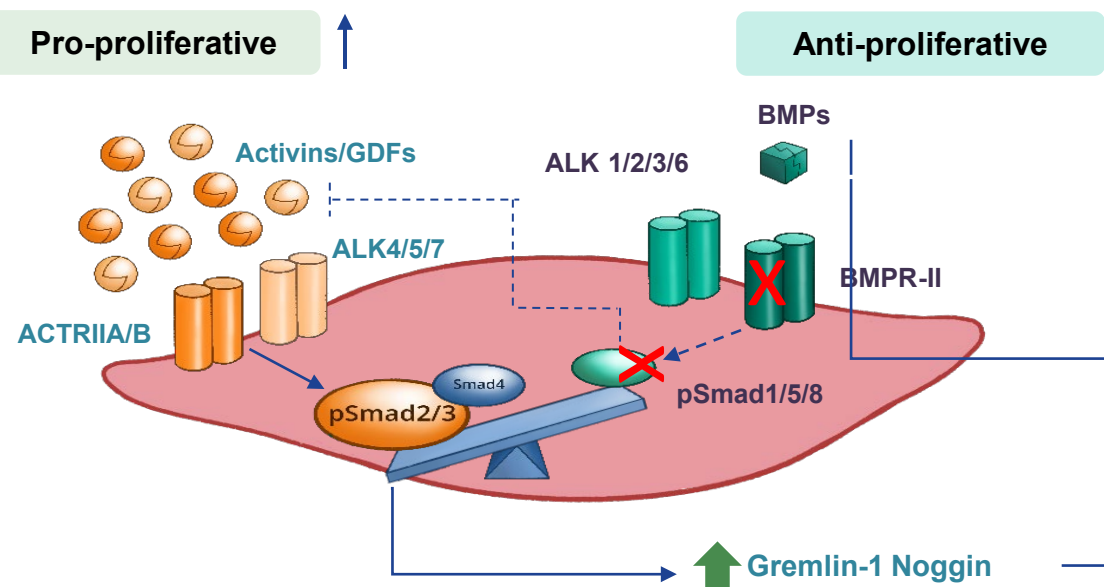 Pro-proliferative
Anti-proliferative
BMPs
Activins/GDFs
ALK 1/2/3/6
ALK4/5/7
BMPR-II
ACTRIIA/B
Smad4
pSmad2/3
pSmad1/5/8
Gremlin-1 Noggin